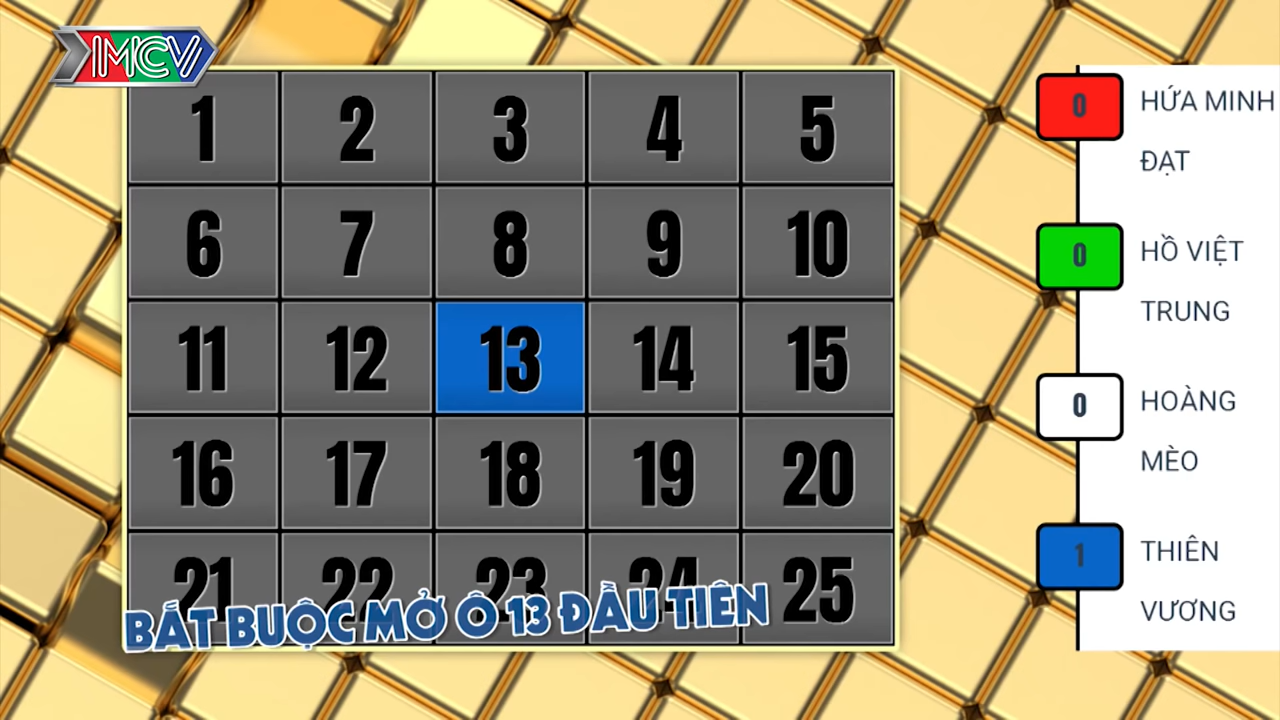 MCV
1 2 3 4 5
6 7 8 9 10
11 12 13 14 15
16 17 18 19 20
21 22 23 24 25
BẮT BUỘC MỞ Ô 13 ĐẦU TIÊN
0 HỨA MINH
ĐẠT
0 HỒ VIỆT
TRUNG
0 HOÀNG
MÈO
1 THIÊN
VƯƠNG